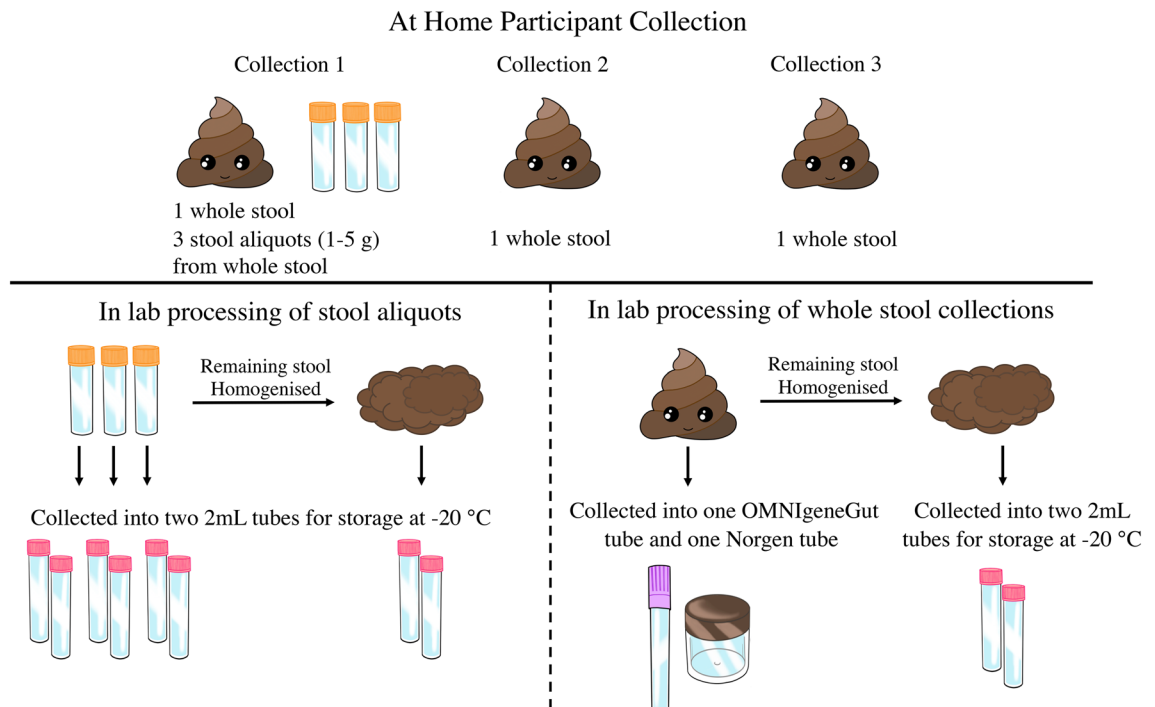 At Home Participant Collection
Collection 1
Collection 2
Collection 3
1 whole stool
3 stool aliquots (1-5 g)
from whole stool
1 whole stool
1 whole stool
In lab processing of stool aliquots
Remaining stool
Homogenised
Collected into two 2mL tubes for storage at -20 °C
In lab processing of whole stool collections
Remaining stool
Homogenised
Collected into one OMNIgeneGut
tube and one Norgen tube
Collected into two 2mL
tubes for storage at -20 °C